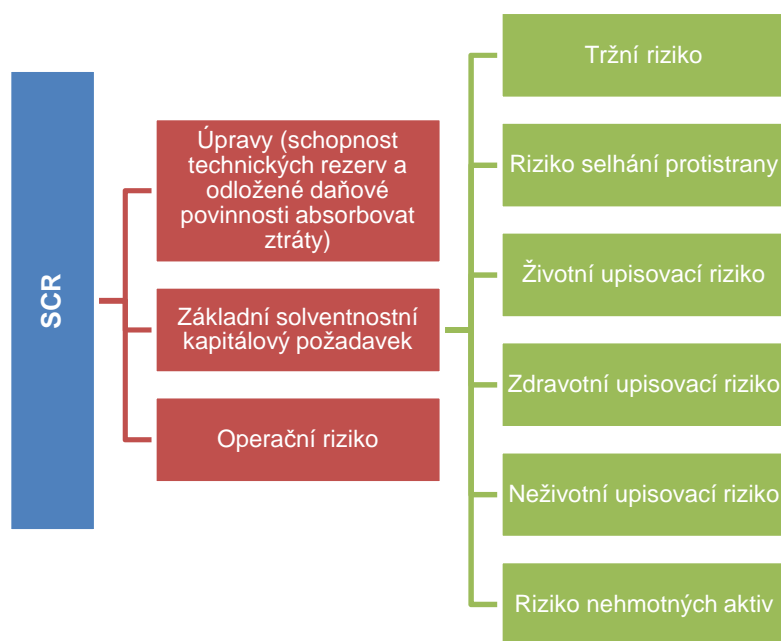 SCR
Úpravy (schopnost
technických rezerv a
odložené daňové
povinnosti absorbovat
ztráty)
Základní solventnostní
kapitálový požadavek
Operační riziko
Tržní riziko
Riziko selhání protistrany
Životní upisovací riziko
Zdravotní upisovací riziko
Neživotní upisovací riziko
Riziko nehmotných aktiv